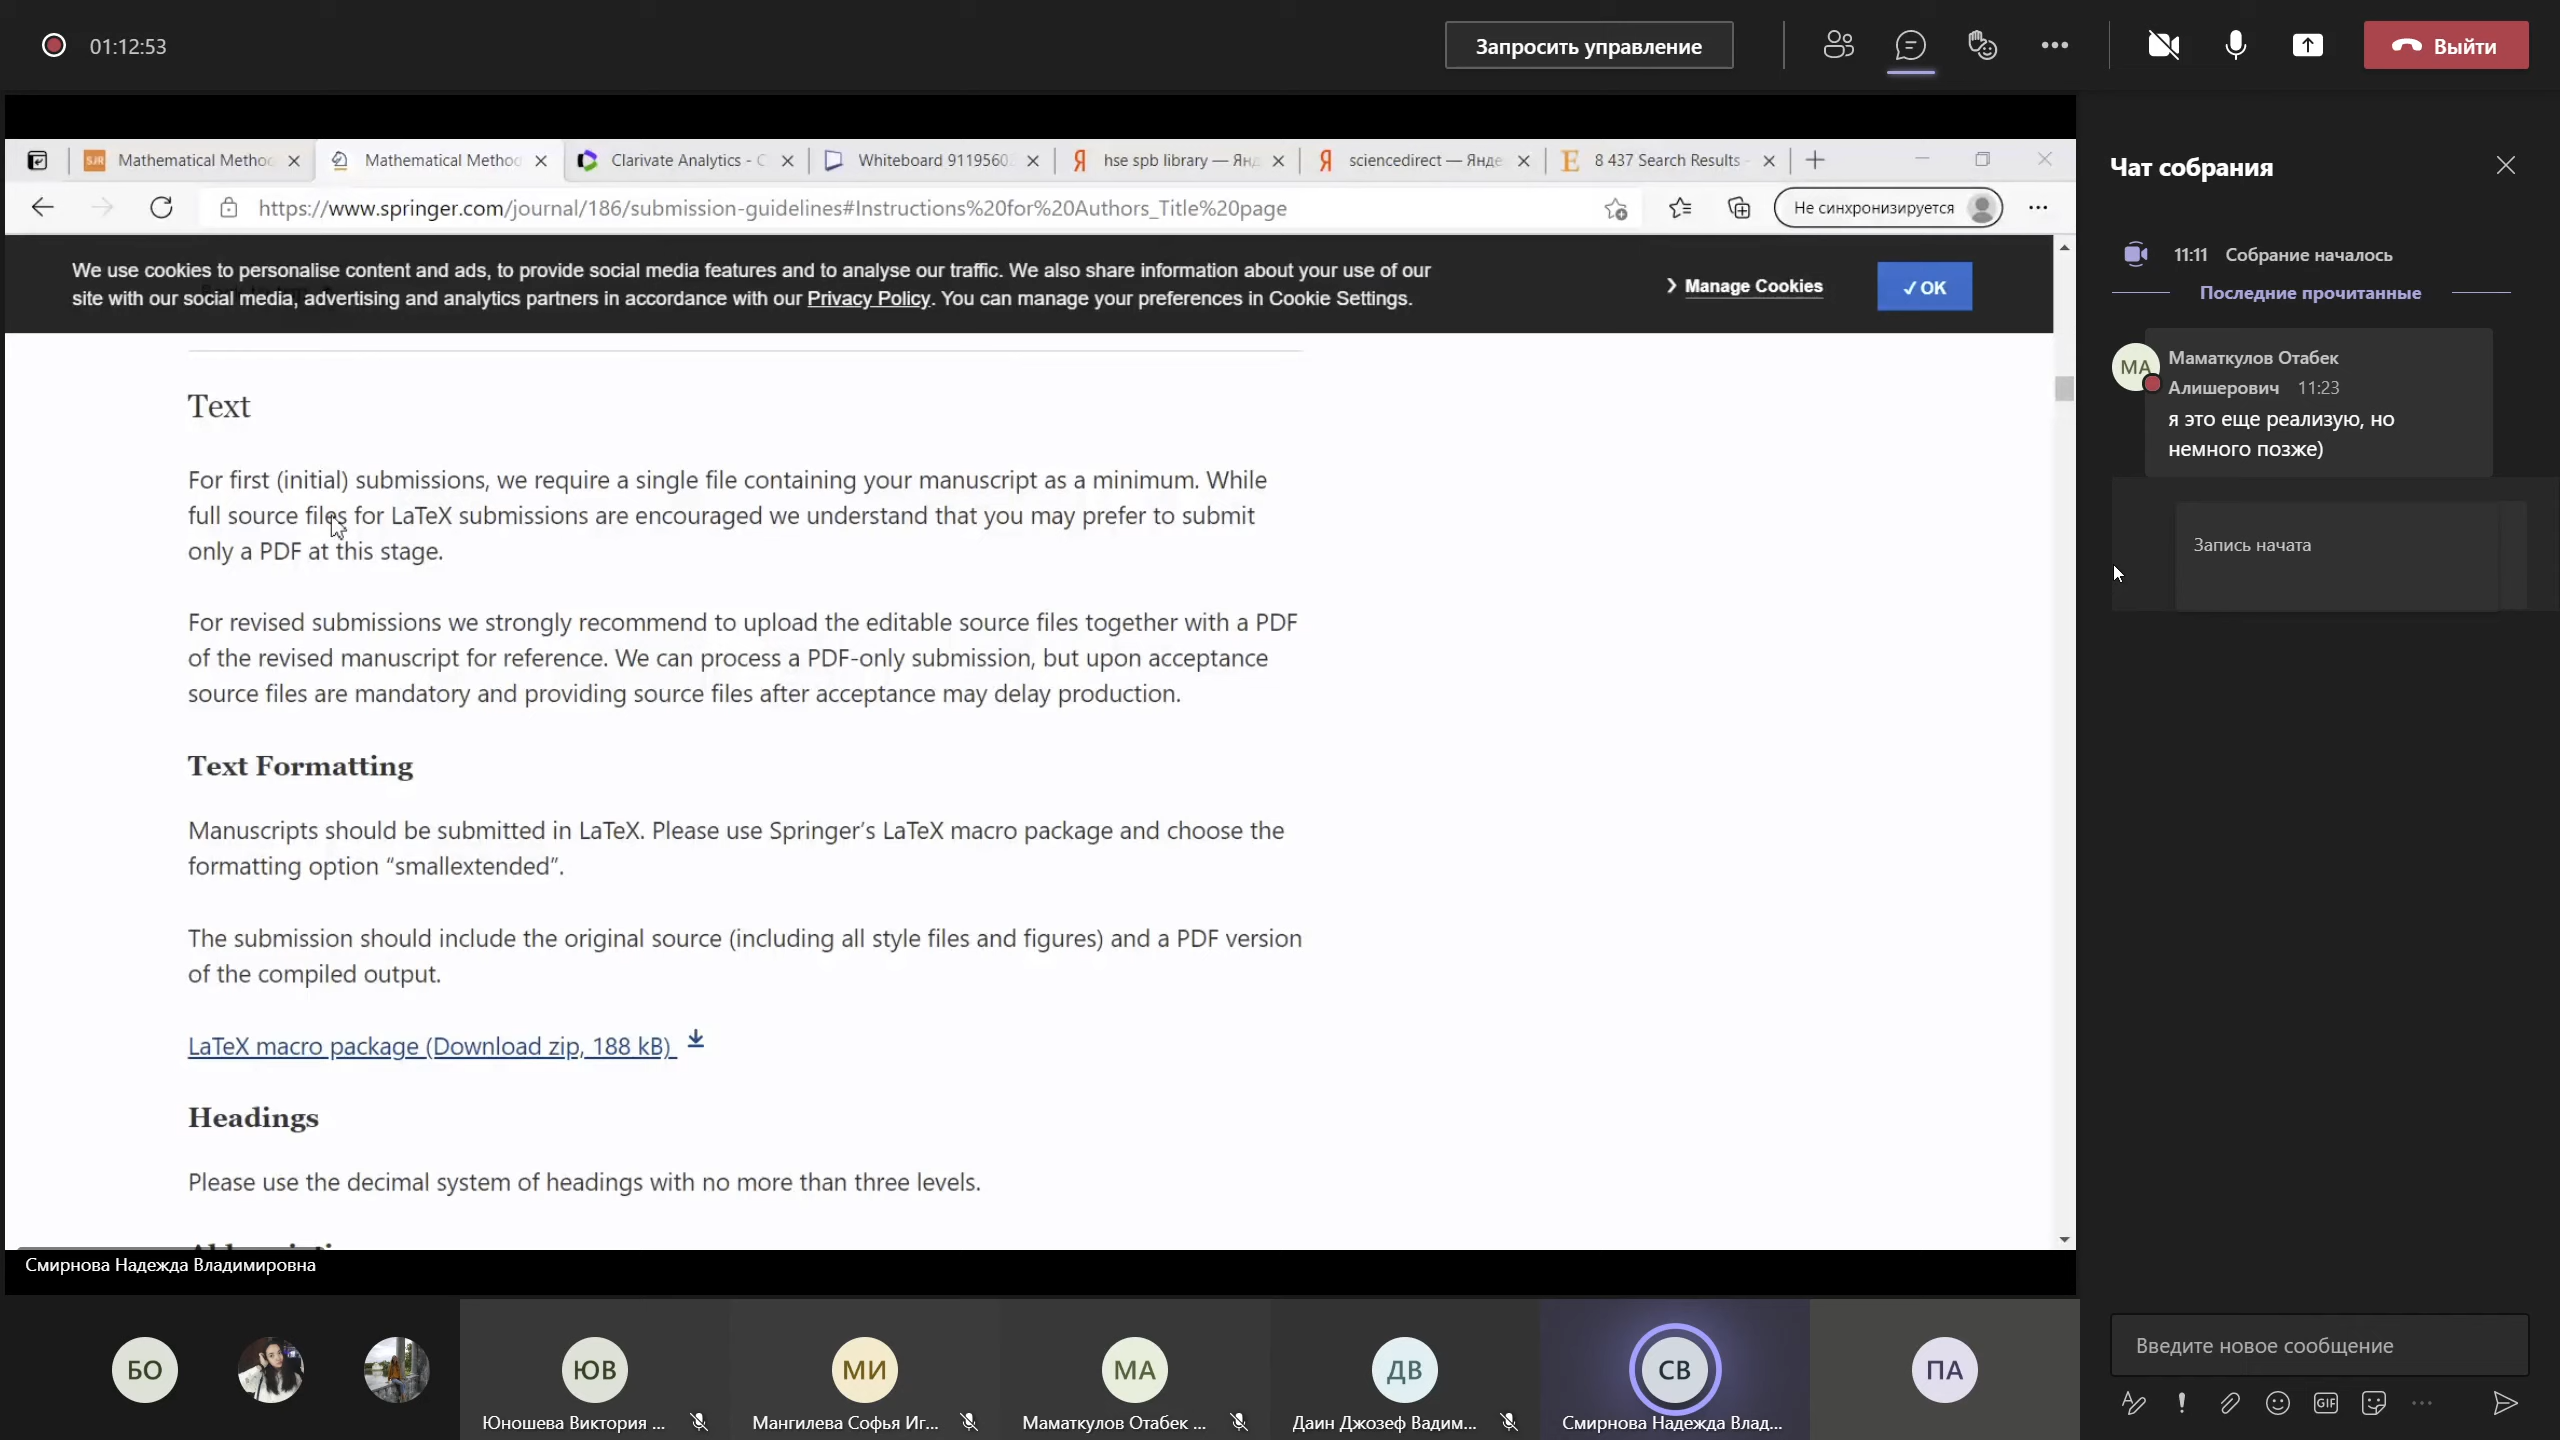 01:12:53
Запросить управление
Выйти
SJR
Mathematical Method
Mathematical Method
Clarivate Analytics - C
Whiteboard 9119560
hse spb library — Янд
sciencedirect — Янде
8 437 Search Results
https://www.springer.com/journal/186/submission-guidelines#Instructions%20for%20Authors_Title%20page
Не синхронизируется
We use cookies to personalise content and ads, to provide social media features and to analyse our traffic. We also share information about your use of our
site with our social media, advertising and analytics partners in accordance with our Privacy Policy. You can manage your preferences in Cookie Settings.
Manage Cookies
✓OK
Text
For first (initial) submissions, we require a single file containing your manuscript as a minimum. While
full source files for LaTeX submissions are encouraged we understand that you may prefer to submit
only a PDF at this stage.
For revised submissions we strongly recommend to upload the editable source files together with a PDF
of the revised manuscript for reference. We can process a PDF-only submission, but upon acceptance
source files are mandatory and providing source files after acceptance may delay production.
Text Formatting
Manuscripts should be submitted in LaTeX. Please use Springer’s LaTeX macro package and choose the
formatting option “smallextended”.
The submission should include the original source (including all style files and figures) and a PDF version
of the compiled output.
LaTeX macro package (Download zip, 188 kB)
Headings
Please use the decimal system of headings with no more than three levels.
Смирнова Надежда Владимировна
Чат собрания
11:11 Собрание началось
Последние прочитанные
МА
Маматкулов Отабек
Алишерович 11:23
я это еще реализую, но
немного позже)
Запись начата
Введите новое сообщение
GIF
БО
ЮВ
Юношева Виктория ...
МИ
Мангилева Софья Иг...
МА
Маматкулов Отабек ...
ДВ
Даин Джозеф Вадим...
СВ
Смирнова Надежда Влад...
ПА